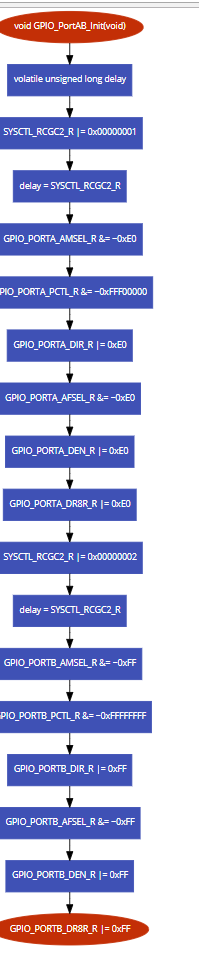 void GPIO_PortAB_Init(void)
volatile unsigned long delay
SYSCTL_RCGC2_R |= 0x00000001
delay = SYSCTL_RCGC2_R
GPIO_PORTA_AMSEL_R &= ~0xE0
PIO_PORTA_PCTL_R &= ~0xFFF00000
GPIO_PORTA_DIR_R |= 0xE0
GPIO_PORTA_AFSEL_R &= ~0xE0
GPIO_PORTA_DEN_R |= 0xE0
GPIO_PORTA_DR8R_R |= 0xE0
SYSCTL_RCGC2_R |= 0x00000002
delay = SYSCTL_RCGC2_R
GPIO_PORTB_AMSEL_R &= ~0xFF
PIO_PORTB_PCTL_R &= ~0xFFFFFFFF
GPIO_PORTB_DIR_R |= 0xFF
GPIO_PORTB_AFSEL_R &= ~0xFF
GPIO_PORTB_DEN_R |= 0xFF
GPIO_PORTB_DR8R_R |= 0xFF